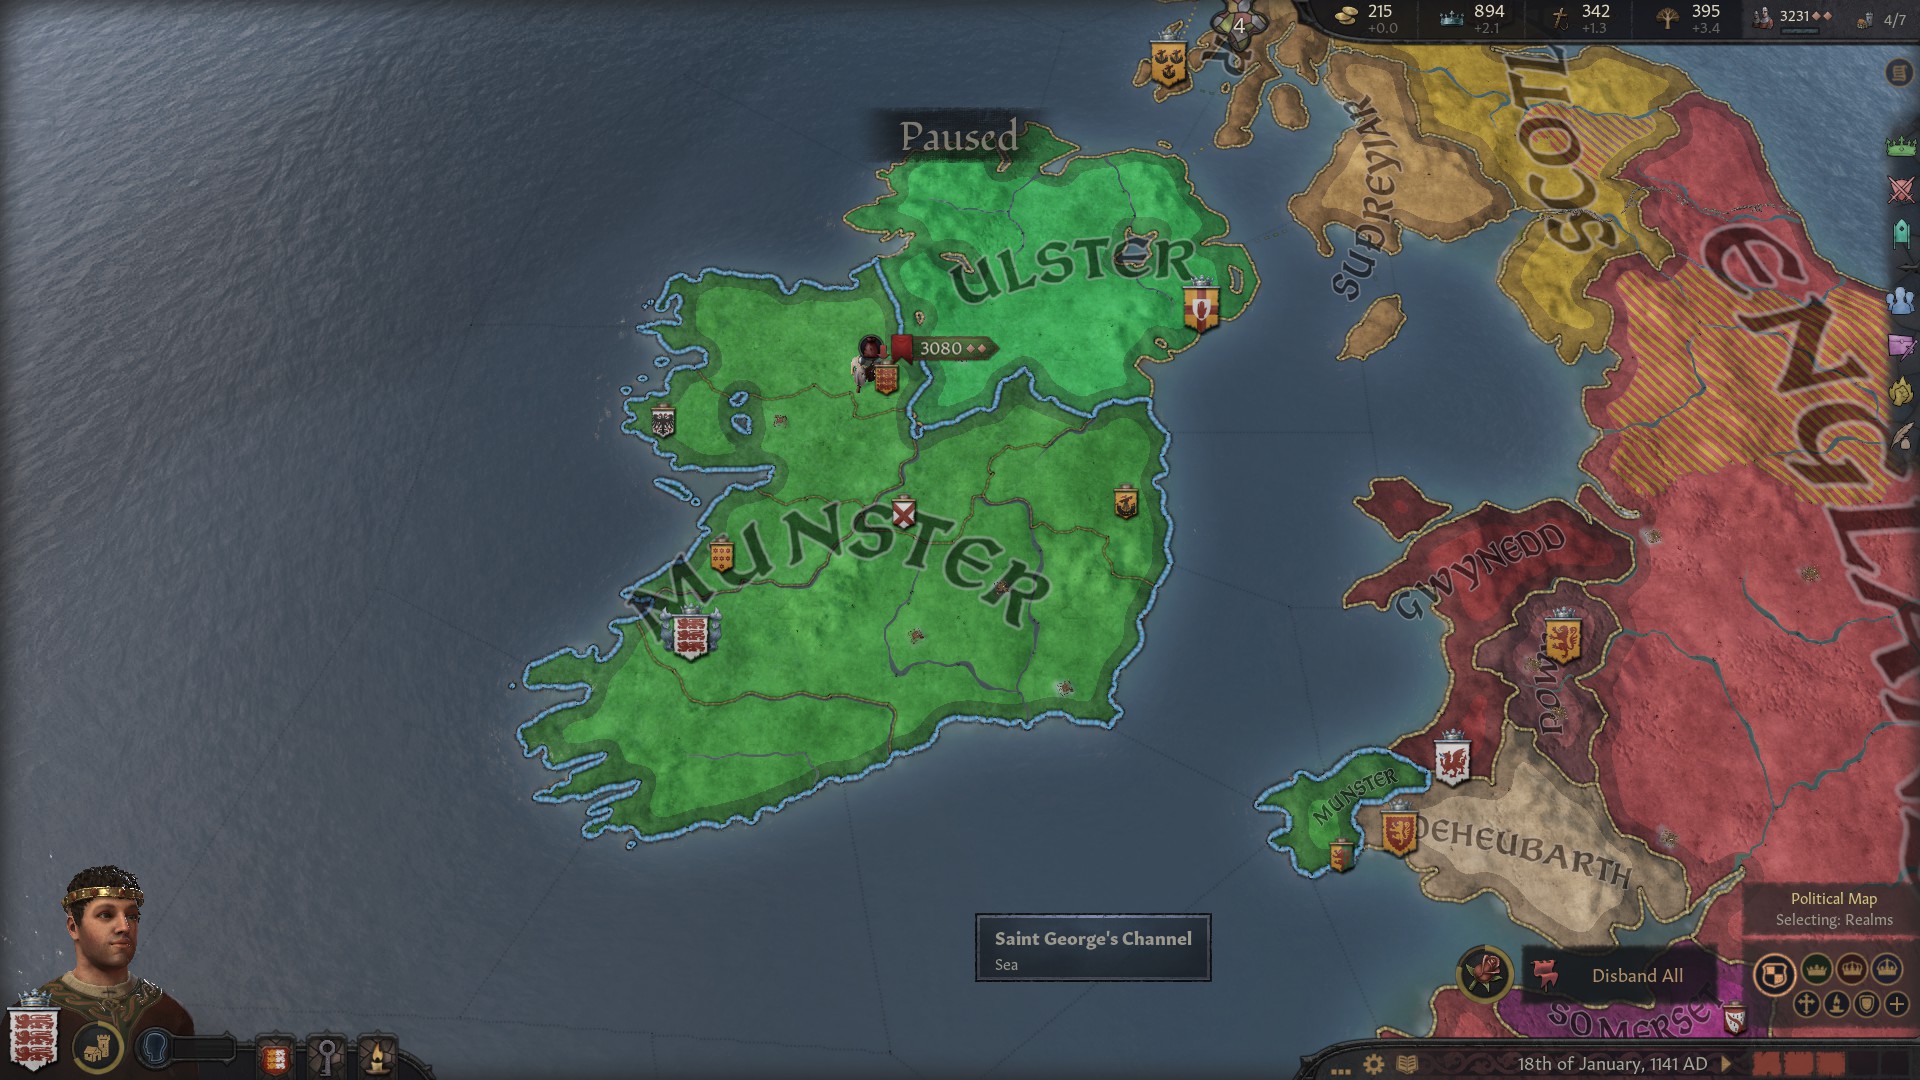 215
+0.0
894
+2.1
342
+1.3
395
+3.4
3231
4/7
4
Paused
SCOTL
SUÐREYJAR
ULSTER
ENGLA
3080
MUNSTER
GWYNEDD
POWYS
MUNSTER
DEHEUBARTH
Saint George's Channel
Sea
Political Map
Selecting: Realms
Disband All
SOMERSET
18th of January, 1141 AD